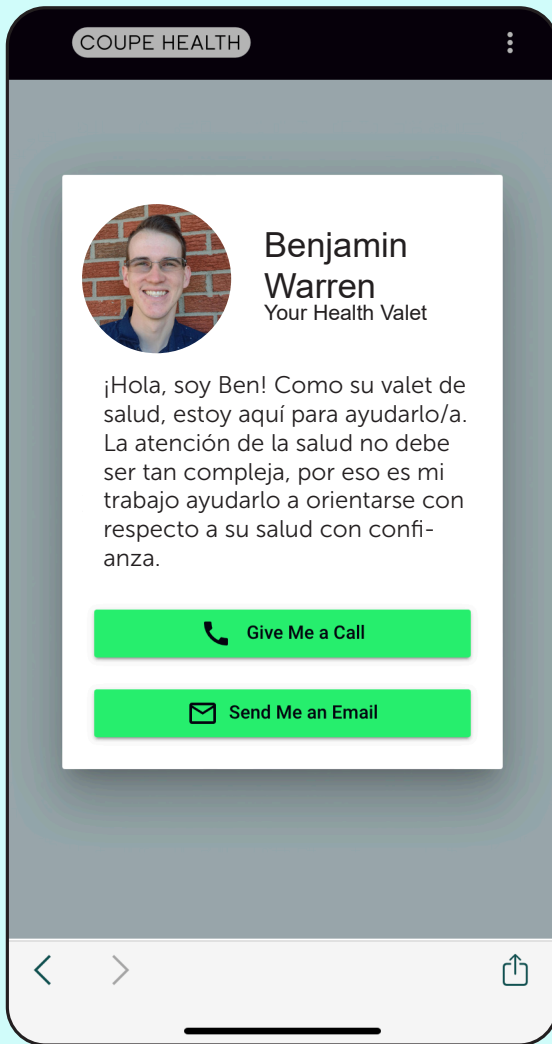 COUPE HEALTH
Benjamin
Warren
Your Health Valet
¡Hola, soy Ben! Como su valet de
salud, estoy aquí para ayudarlo/a.
La atención de la salud no debe
ser tan compleja, por eso es mi
trabajo ayudarlo a orientarse con
respecto a su salud con confi-
anza.
Give Me a Call
Send Me an Email